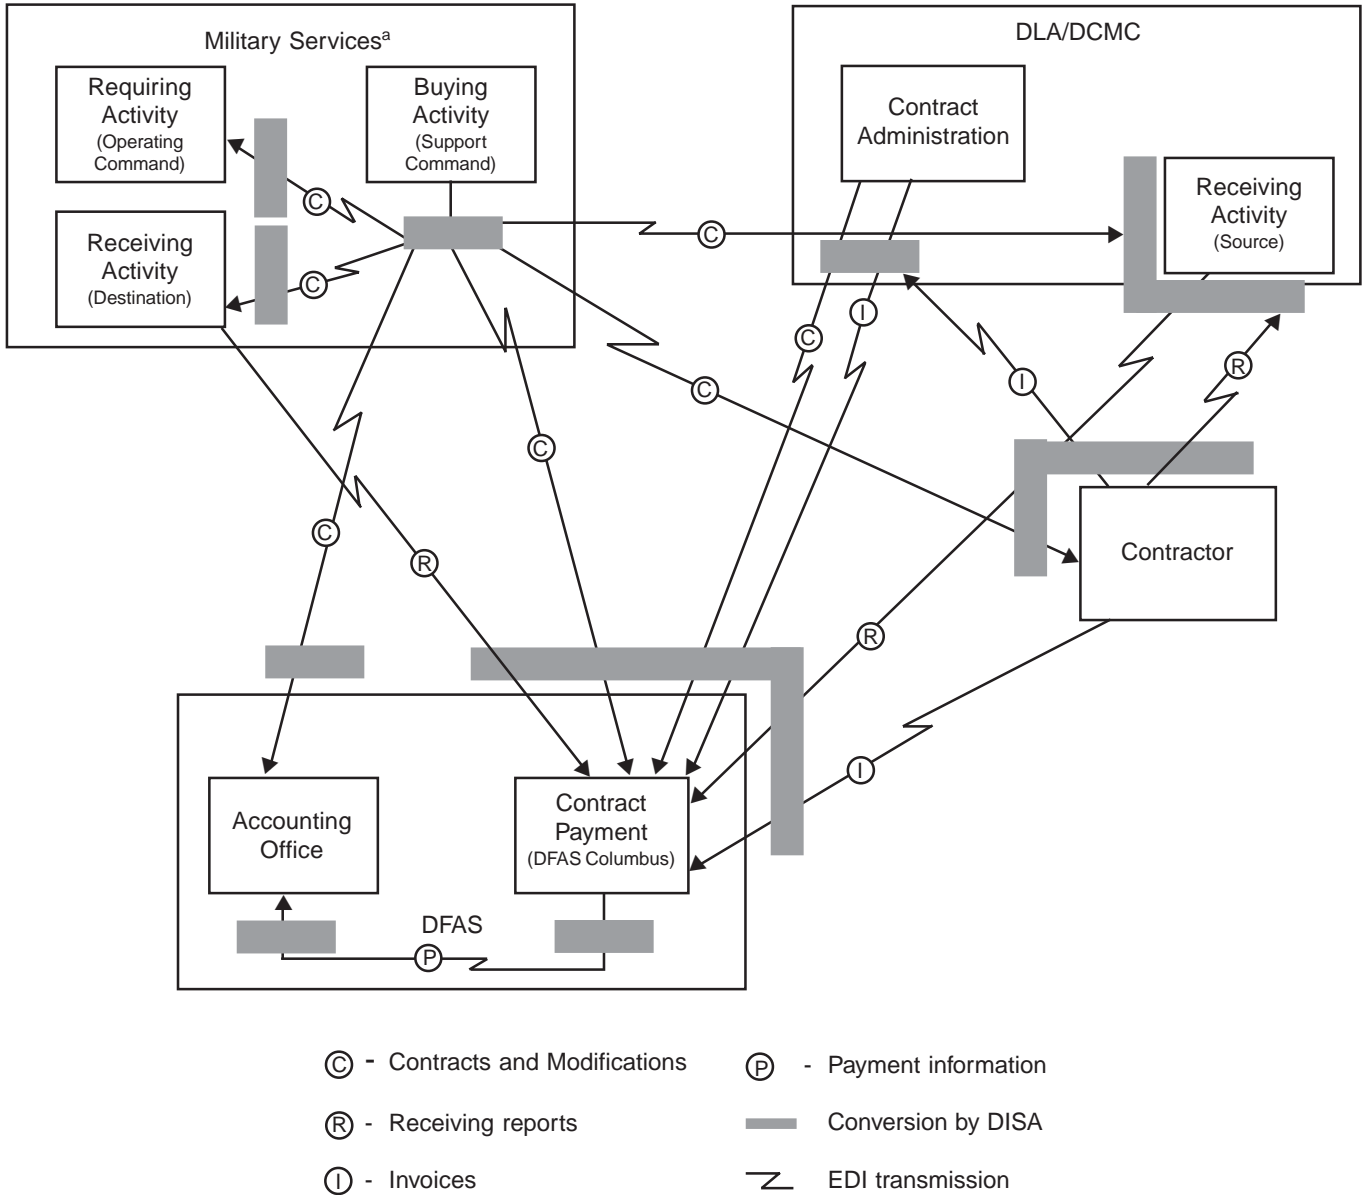 Military Servicesa
DLA/DCMC
Requiring
Activity
(Operating
Command)
Buying
Activity
(Support
Command)
Contract
Administration
Receiving
Activity
(Source)
Receiving
Activity
(Destination)
C
C
C
C
I
C
I
R
C
C
R
R
I
Contractor
Accounting
Office
Contract
Payment
(DFAS Columbus)
DFAS
P
C - Contracts and Modifications
P - Payment information
R - Receiving reports
Conversion by DISA
I - Invoices
EDI transmission